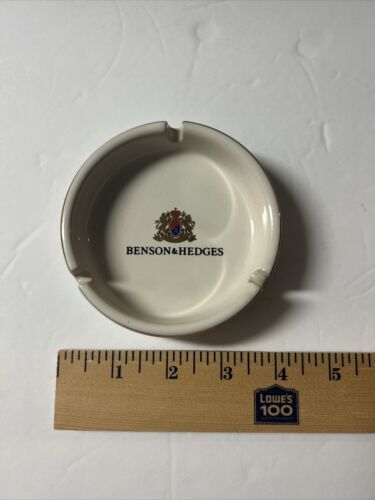 BENSON & HEDGES
1 2 3 4 5
LOWE'S
100